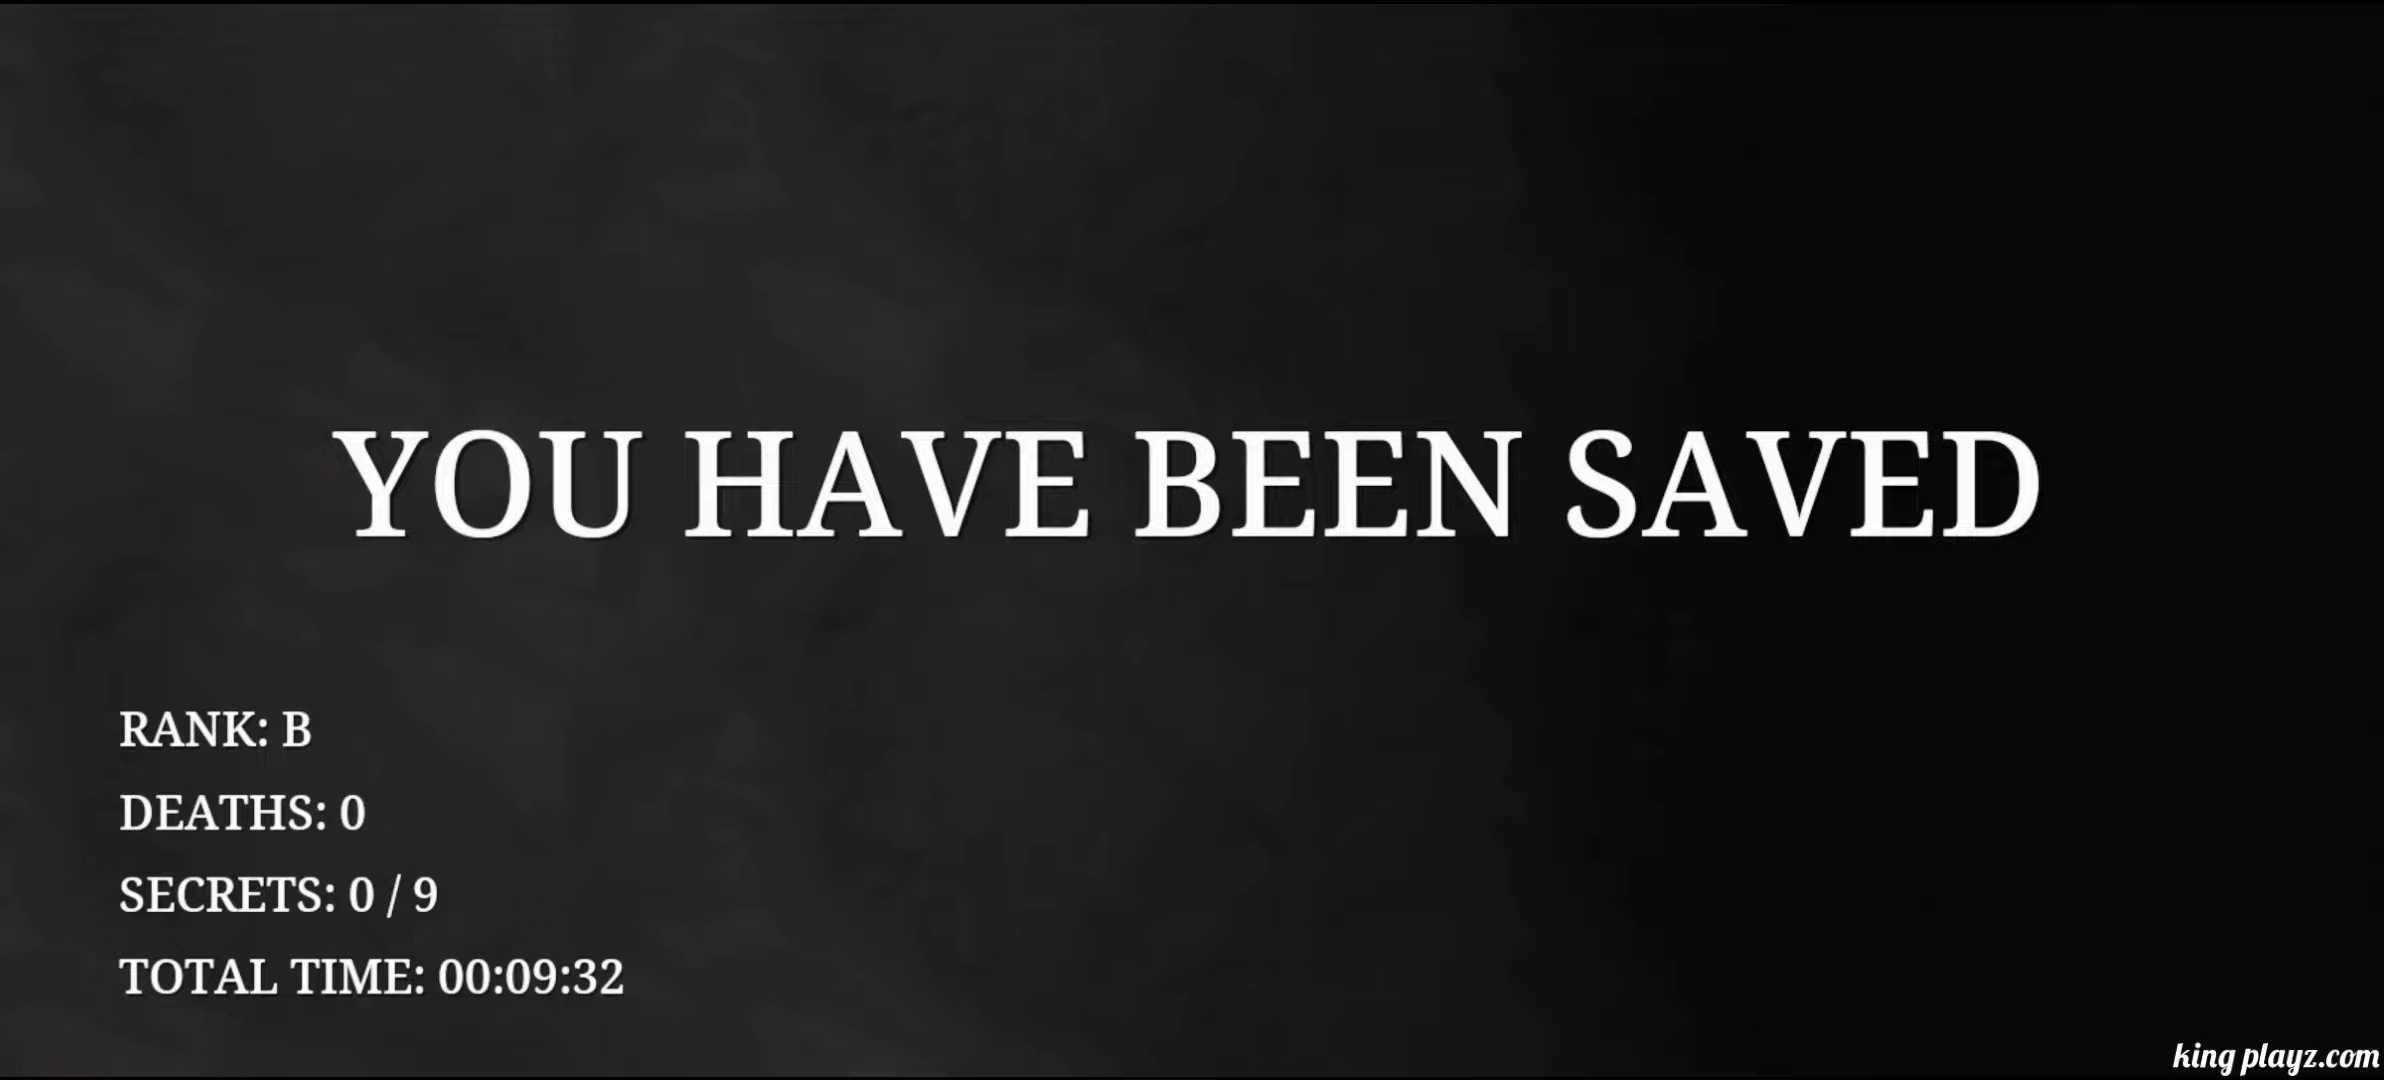 YOU HAVE BEEN SAVED
RANK: B
DEATHS: 0
SECRETS: 0 / 9
TOTAL TIME: 00:09:32
king playz.com